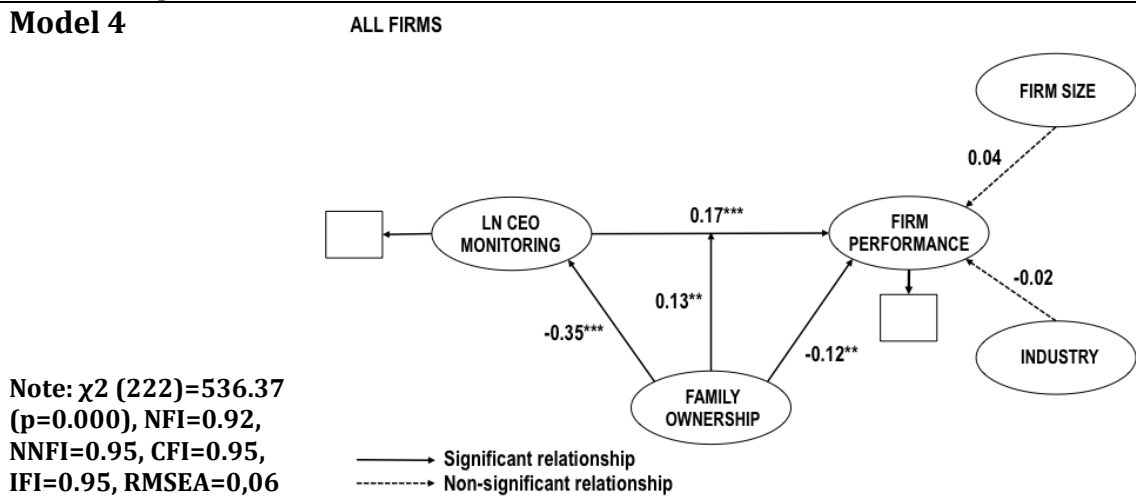 Model 4
ALL FIRMS
FIRM SIZE
0.04
LN CEO
MONITORING
0.17***
FIRM
PERFORMANCE
-0.02
0.13**
-0.35***
-0.12**
INDUSTRY
FAMILY
OWNERSHIP
Note: χ2 (222)=536.37
(p=0.000), NFI=0.92,
NNFI=0.95, CFI=0.95,
IFI=0.95, RMSEA=0,06
Significant relationship
Non-significant relationship